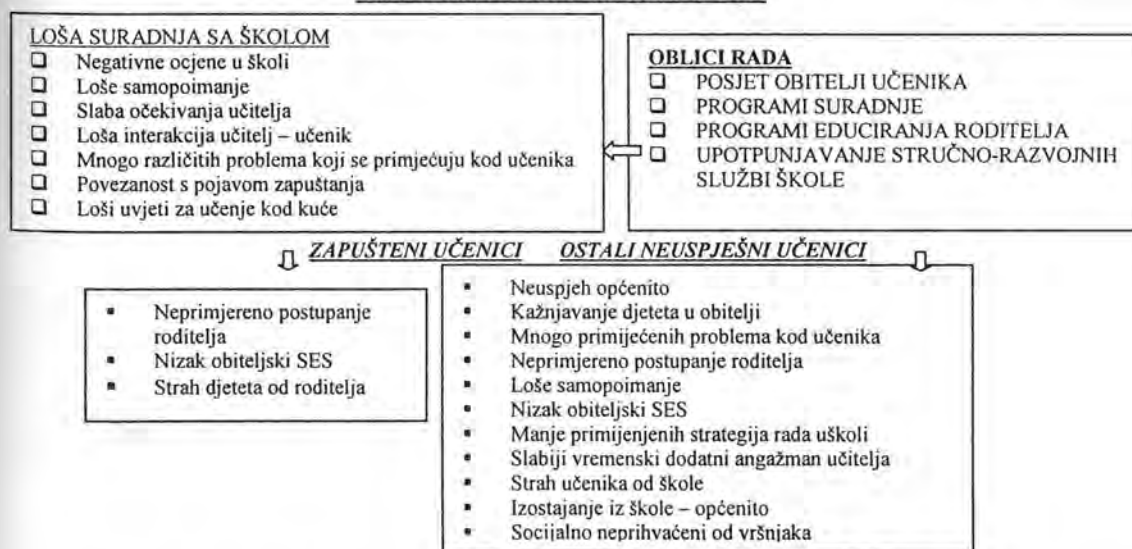 LOŠA SURADNJA SA ŠKOLOM
❑ Negativne ocjene u školi
❑ Loše samopoimanje
❑ Slaba očekivanja učitelja
❑ Loša interakcija učitelj – učenik
❑ Mnogo različitih problema koji se primjećuju kod učenika
❑ Povezanost s pojavom zapuštanja
❑ Loši uvjeti za učenje kod kuće
OBLICI RADA
❑ POSJET OBITELJI UČENIKA
❑ PROGRAMI SURADNJE
❑ PROGRAMI EDUCIRANJA RODITELJA
❑ UPOTPUNJAVANJE STRUČNO-RAZVOJNIH
SLUŽBI ŠKOLE
ZAPUŠTENI UČENICI
▪ Neprimjereno postupanje
roditelja
▪ Nizak obiteljski SES
▪ Strah djeteta od roditelja
OSTALI NEUSPJEŠNI UČENICI
▪ Neuspjeh općenito
▪ Kažnjavanje djeteta u obitelji
▪ Mnogo primijećenih problema kod učenika
▪ Neprimjereno postupanje roditelja
▪ Loše samopoimanje
▪ Nizak obiteljski SES
▪ Manje primijenjenih strategija rada uškoli
▪ Slabiji vremenski dodatni angažman učitelja
▪ Strah učenika od škole
▪ Izostajanje iz škole – općenito
▪ Socijalno neprihvaćeni od vršnjaka